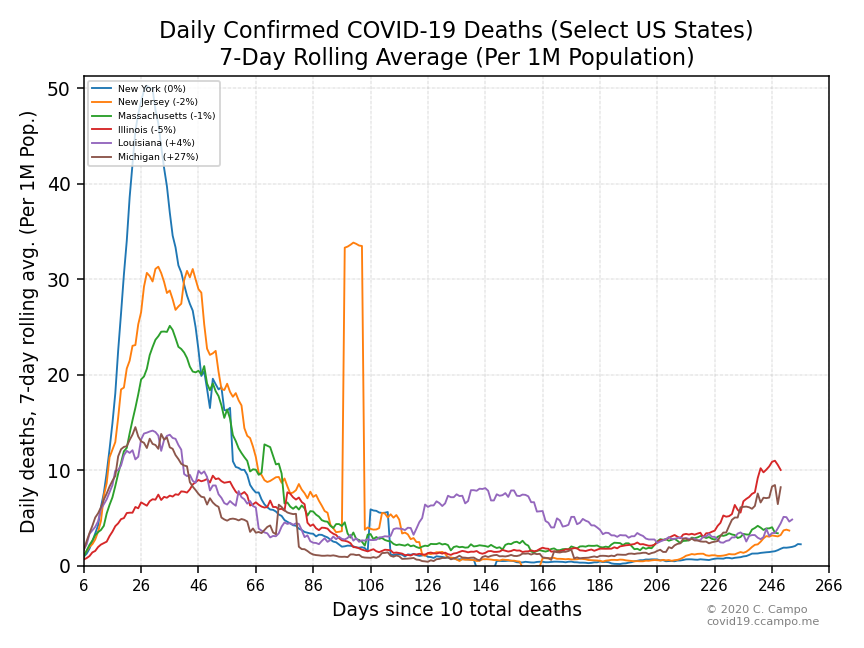 Daily Confirmed COVID-19 Deaths (Select US States)
7-Day Rolling Average (Per 1M Population)
Daily deaths, 7-day rolling avg. (Per 1M Pop.)
50
40
30
20
10
0
New York (0%)
New Jersey (-2%)
Massachusetts (-1%)
Illinois (-5%)
Louisiana (+4%)
Michigan (+27%)
6 26 46 66 86 106 126 146 166 186 206 226 246 266
Days since 10 total deaths
© 2020 C. Campo
covid19.ccampo.me